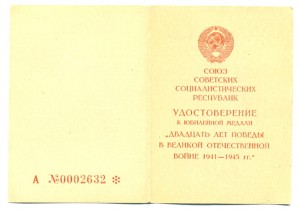 А №0002632 *
СОЮЗ
СОВЕТСКИХ
СОЦИАЛИСТИЧЕСКИХ
РЕСПУБЛИК
УДОСТОВЕРЕНИЕ
К ЮБИЛЕЙНОЙ МЕДАЛИ
„ДВАДЦАТЬ ЛЕТ ПОБЕДЫ
В ВЕЛИКОЙ ОТЕЧЕСТВЕННОЙ
ВОЙНЕ 1941—1945 гг."